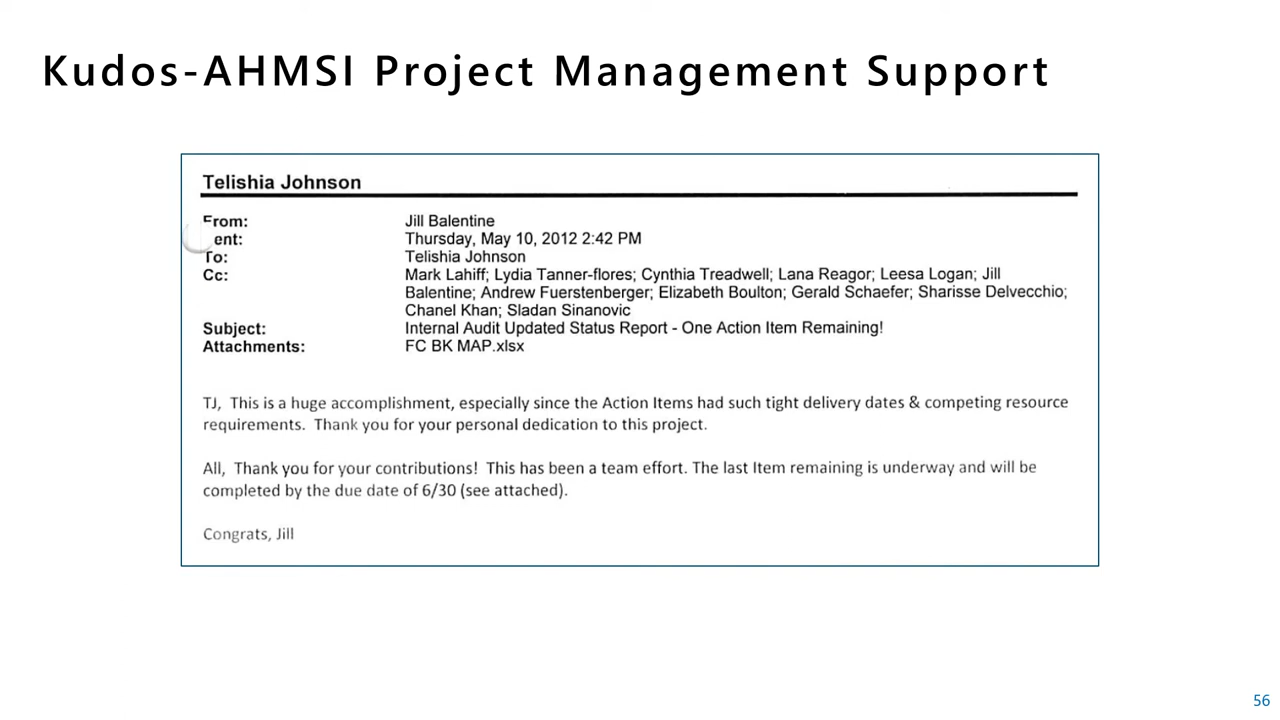 Kudos-AHMSI Project Management Support
Telishia Johnson
From: Jill Balentine
ent: Thursday, May 10, 2012 2:42 PM
To: Telishia Johnson
Cc: Mark Lahiff; Lydia Tanner-flores; Cynthia Treadwell; Lana Reagor; Leesa Logan; Jill
Balentine; Andrew Fuerstenberger; Elizabeth Boulton; Gerald Schaefer; Sharisse Delvecchio;
Chanel Khan; Sladan Sinanovic
Subject: Internal Audit Updated Status Report - One Action Item Remaining!
Attachments: FC BK MAP.xlsx
TJ, This is a huge accomplishment, especially since the Action Items had such tight delivery dates & competing resource
requirements. Thank you for your personal dedication to this project.
All, Thank you for your contributions! This has been a team effort. The last Item remaining is underway and will be
completed by the due date of 6/30 (see attached).
Congrats, Jill
56